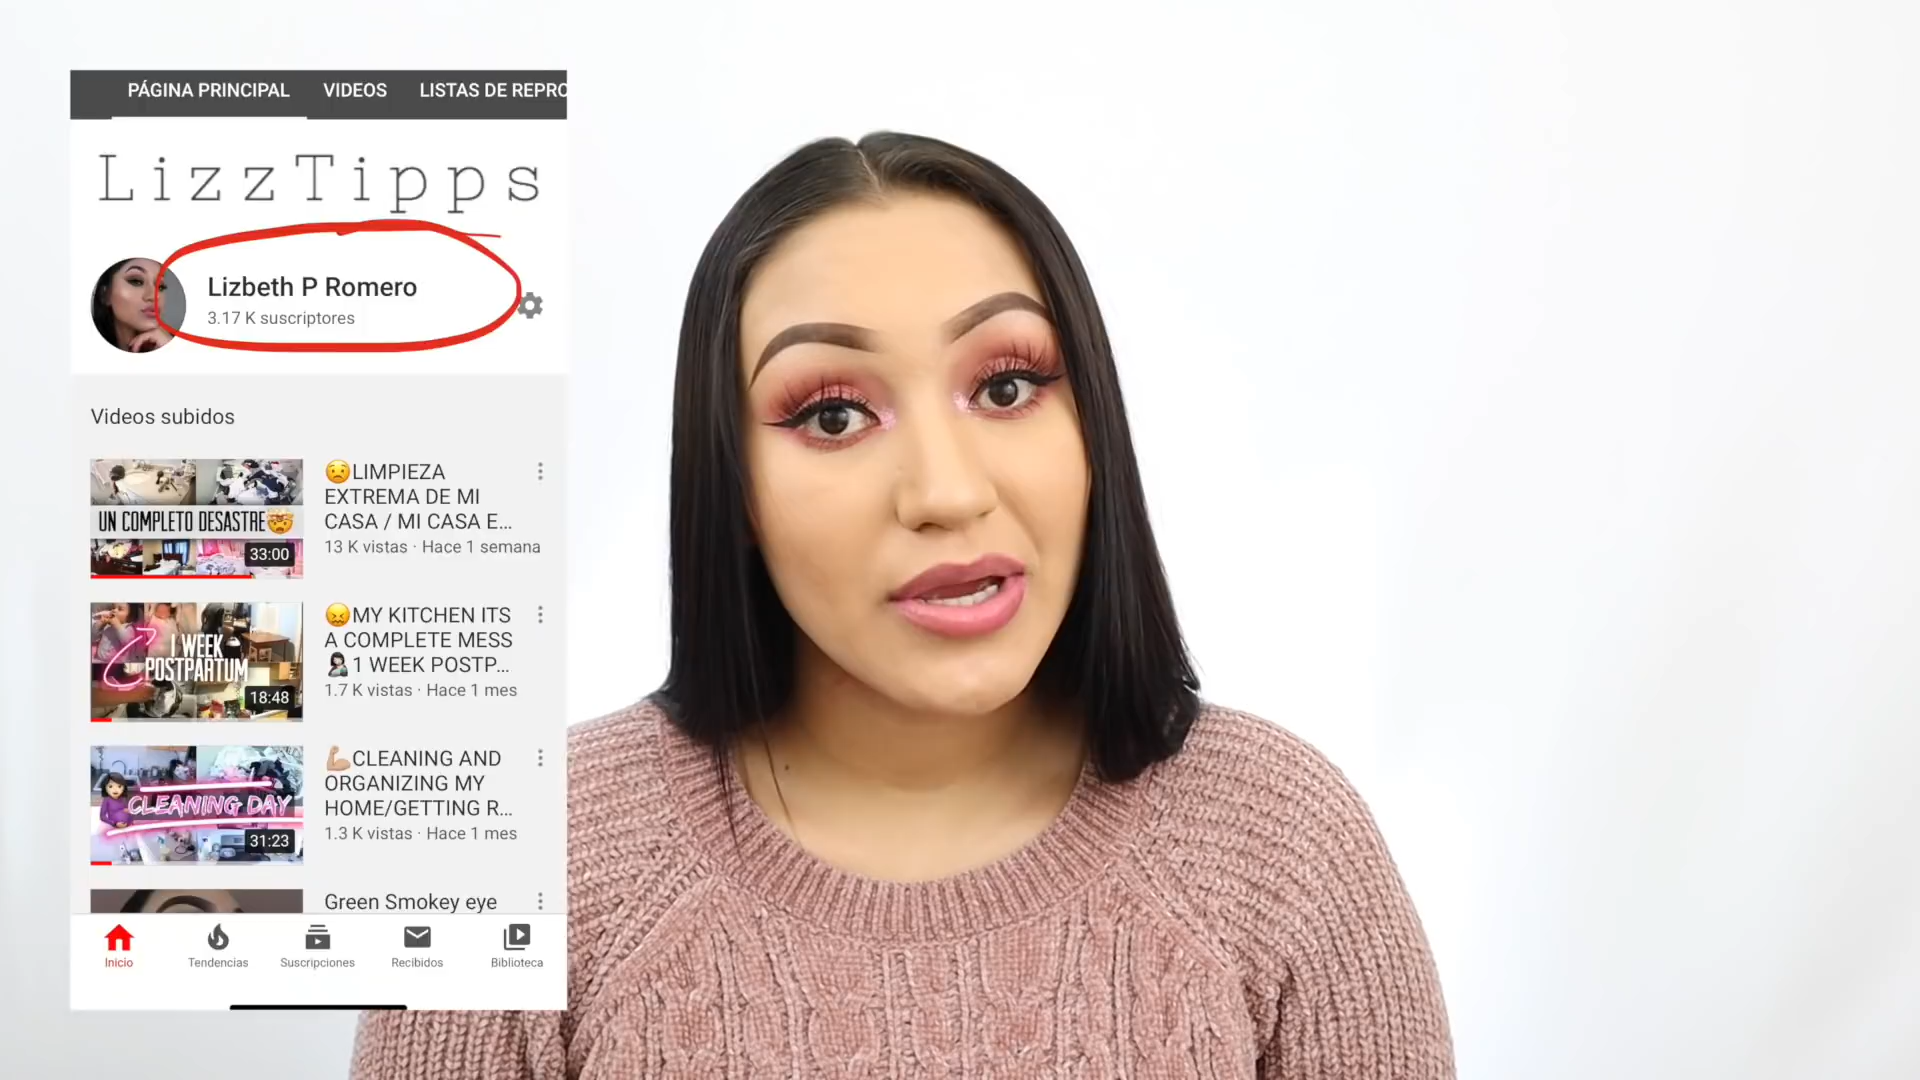 PÁGINA PRINCIPAL VIDEOS LISTAS DE REPRO
LizzTipps
Lizbeth P Romero
3.17 K suscriptores
Videos subidos
UN COMPLETO DESASTRE🤯
33:00
😟LIMPIEZA
EXTREMA DE MI
CASA / MI CASA E...
13 K vistas · Hace 1 semana
1 WEEK
POSTPARTUM
18:48
😖MY KITCHEN ITS
A COMPLETE MESS
🤱🏻1 WEEK POSTP...
1.7 K vistas · Hace 1 mes
CLEANING DAY
31:23
💪🏼CLEANING AND
ORGANIZING MY
HOME/GETTING R...
1.3 K vistas · Hace 1 mes
Green Smokey eye
Inicio Tendencias Suscripciones Recibidos Biblioteca